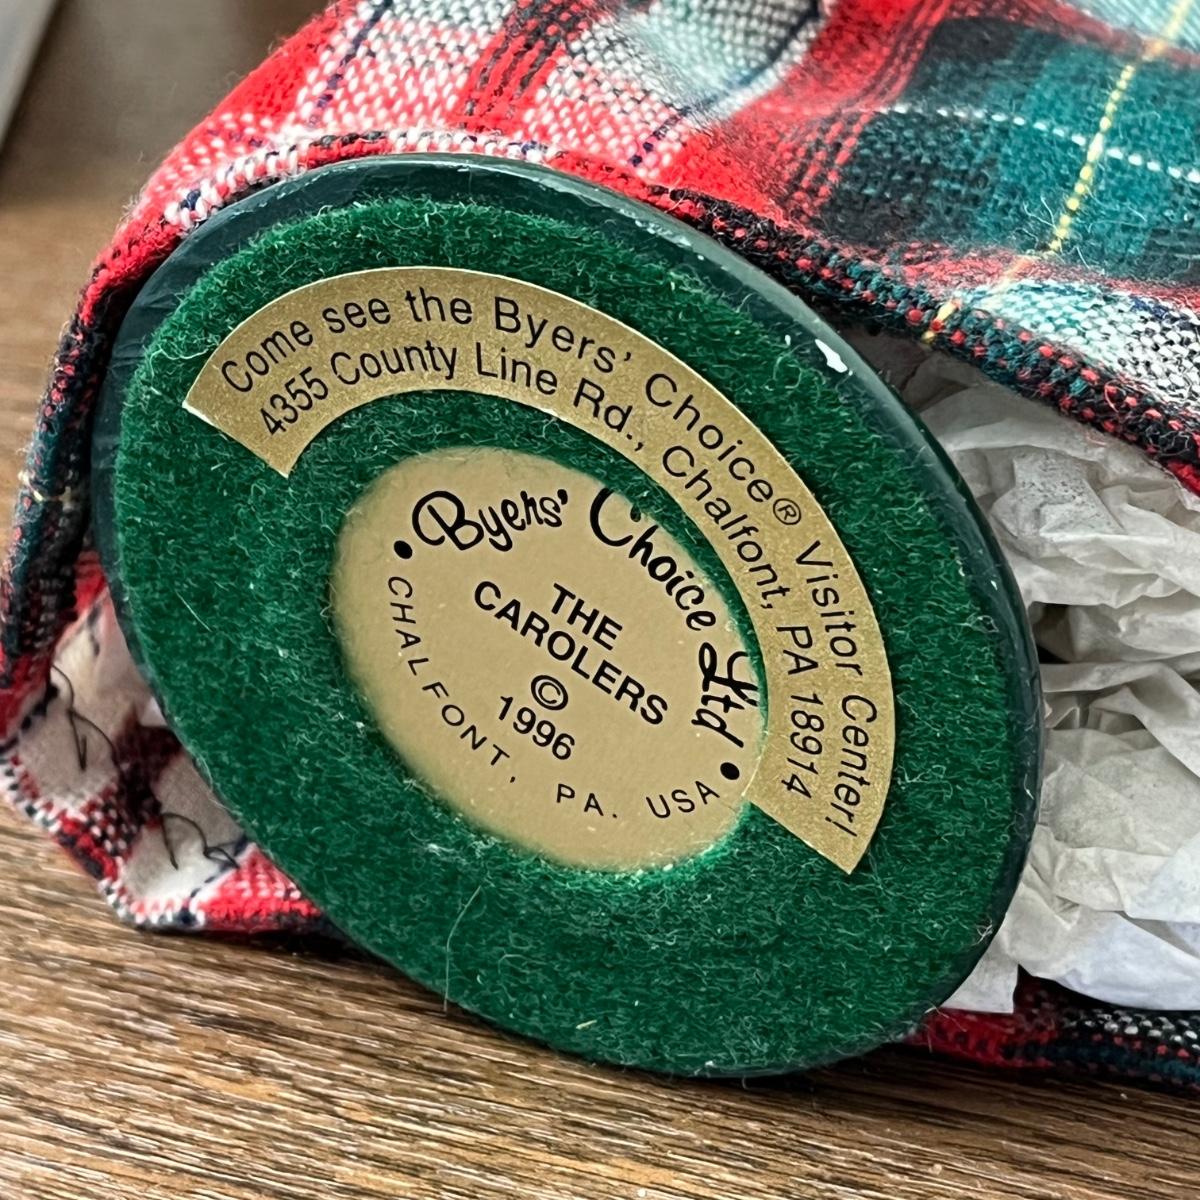 Come see the Byers' Choice® Visitor Center!
4355 County Line Rd., Chalfont, PA 18914
Byers' Choice Ltd
THE
CAROLERS
©
1996
• CHALFONT, PA. USA •